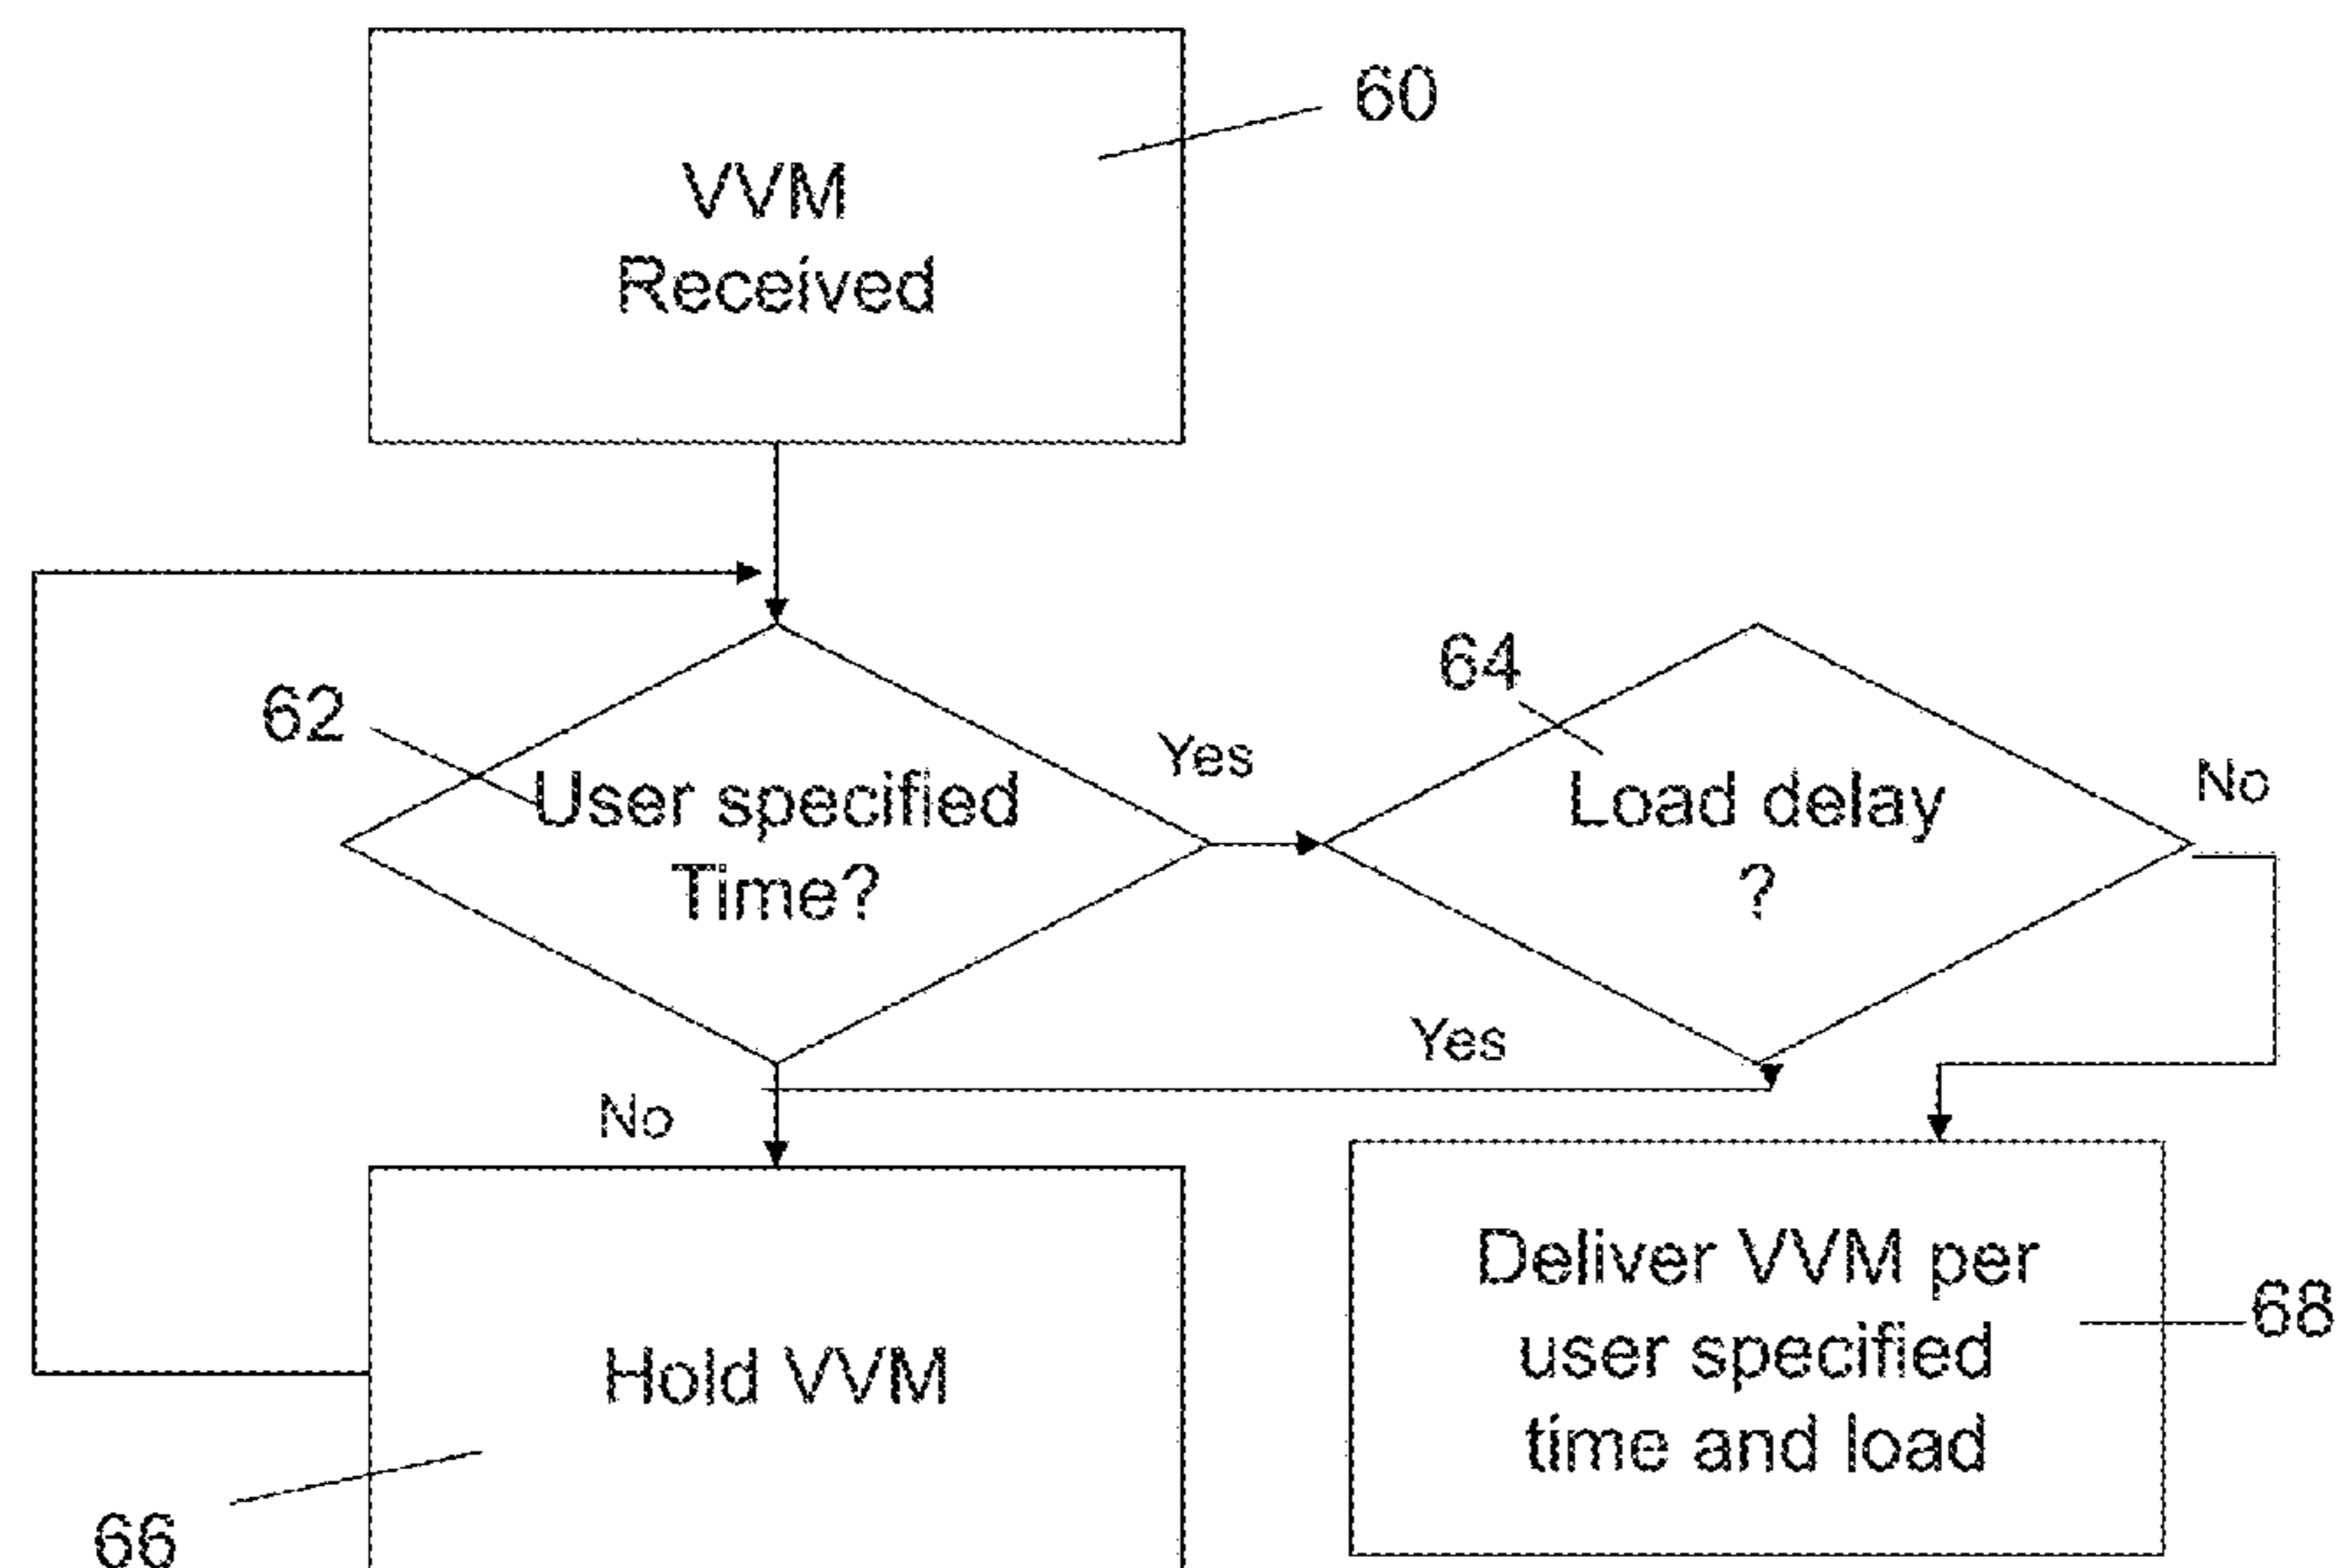 60
VVM
Received
62
User specified
Time?
Yes
64
Load delay
?
No
Yes
No
Hold VVM
66
Deliver VVM per
user specified
time and load
68